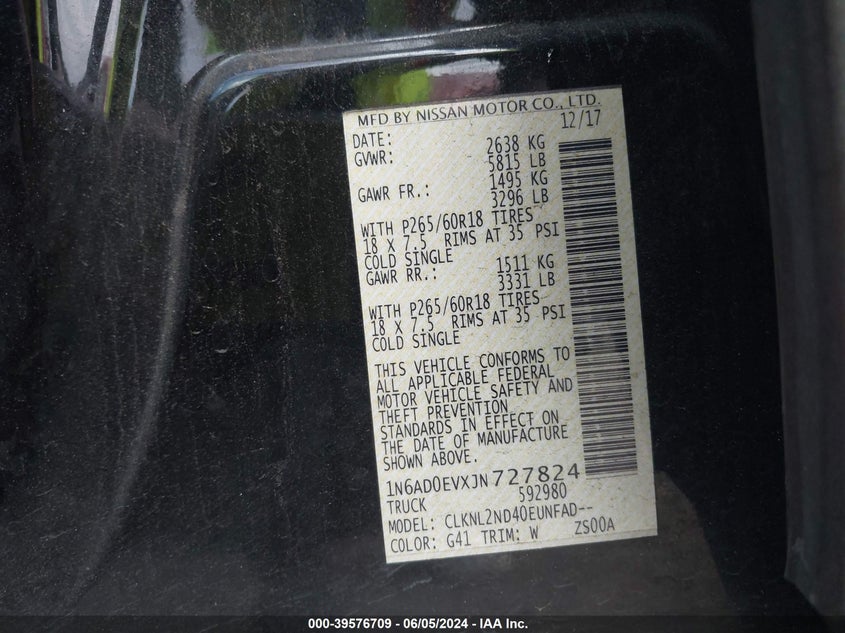 MFD BY NISSAN MOTOR CO., LTD.
DATE: 12/17
GVWR: 2638 KG
5815 LB
GAWR FR.: 1495 KG
3296 LB
WITH P265/60R18 TIRES
18 X 7.5 RIMS AT 35 PSI
COLD SINGLE
GAWR RR.: 1511 KG
3331 LB
WITH P265/60R18 TIRES
18 X 7.5 RIMS AT 35 PSI
COLD SINGLE
THIS VEHICLE CONFORMS TO
ALL APPLICABLE FEDERAL
MOTOR VEHICLE SAFETY AND
THEFT PREVENTION
STANDARDS IN EFFECT ON
THE DATE OF MANUFACTURE
SHOWN ABOVE.
1N6AD0EVXJN727824
TRUCK 592980
MODEL: CLKNL2ND40EUNFAD--
COLOR: G41 TRIM: W ZS00A
000-39576709 - 06/05/2024 - IAA Inc.